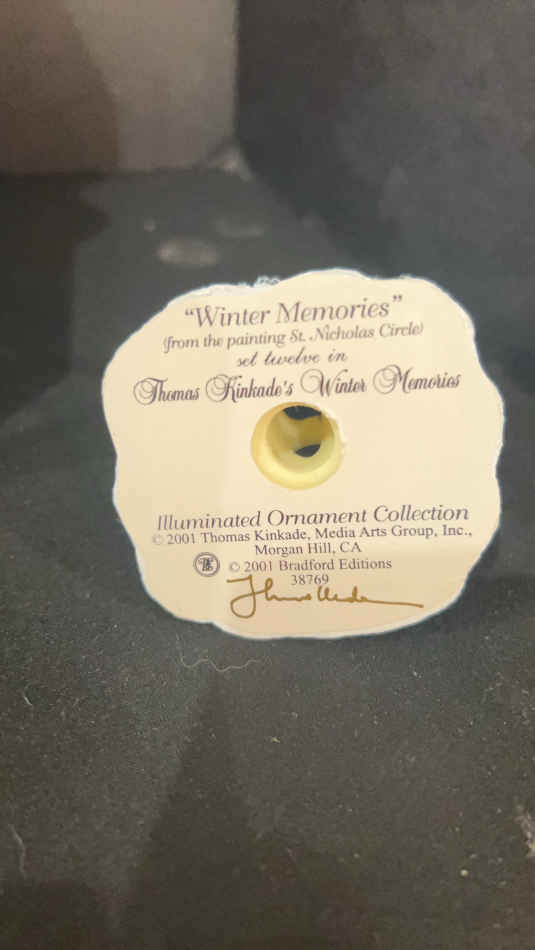 "Winter Memories"
(from the painting St. Nicholas Circle)
set twelve in
Thomas Kinkade's Winter Memories
Illuminated Ornament Collection
© 2001 Thomas Kinkade, Media Arts Group, Inc.,
Morgan Hill, CA
© 2001 Bradford Editions
38769